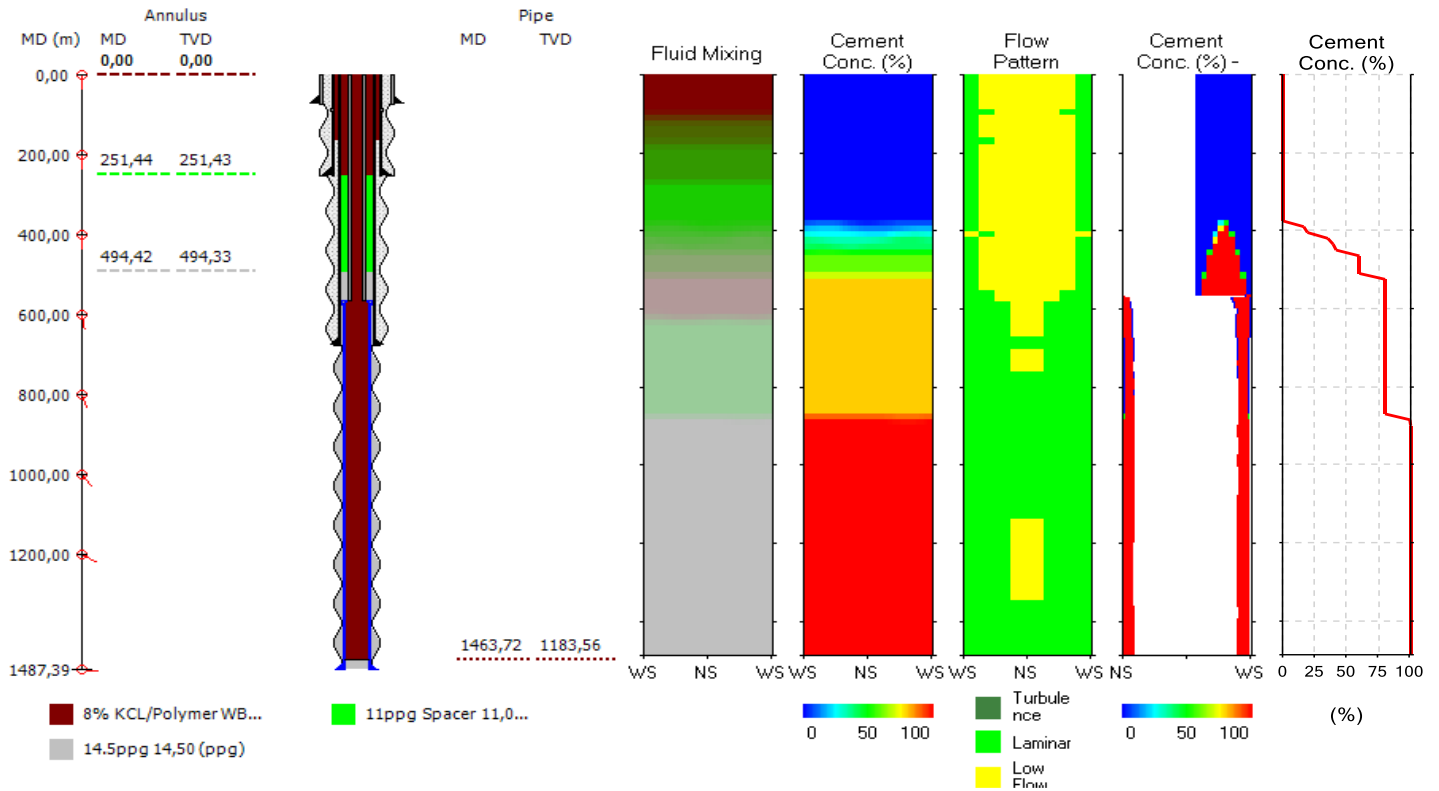 Annulus
Pipe
MD (m) MD TVD
MD TVD
0,00 0,00
Fluid Mixing
Cement
Conc. (%)
Flow
Pattern
Cement
Conc. (%) -
Cement
Conc. (%)
0,00
200,00
251,44 251,43
400,00
494,42 494,33
600,00
800,00
1000,00
1200,00
1463,72 1183,56
1487,39
WS NS WS
WS NS WS
WS NS WS
NS WS
0 25 50 75 100
8% KCL/Polymer WB...
11ppg Spacer 11,0...
14.5ppg 14,50 (ppg)
0 50 100
Turbule
nce
Laminar
Low
Flow
0 50 100
(%)